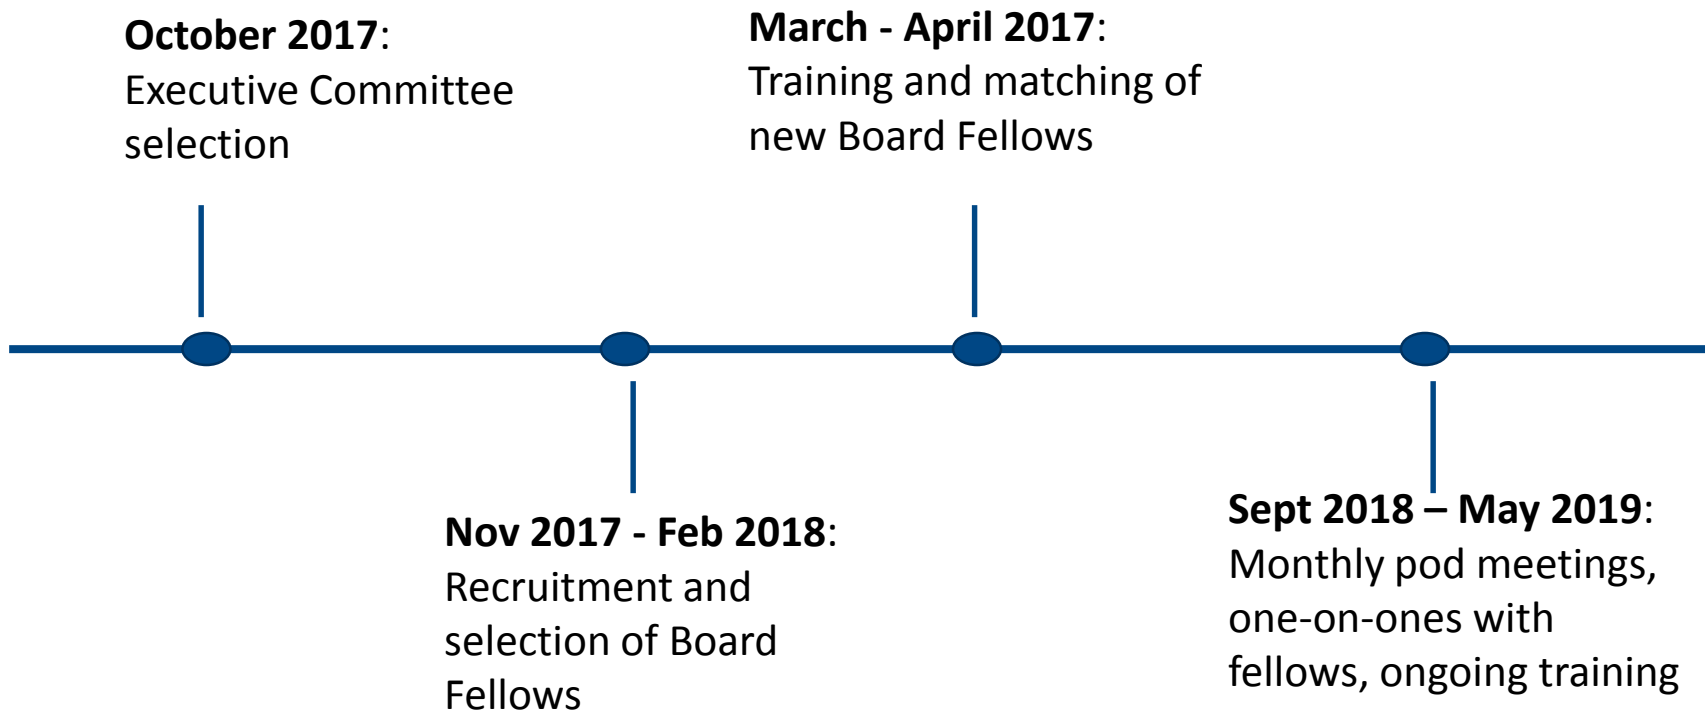 October 2017:
Executive Committee
selection
Nov 2017 - Feb 2018:
Recruitment and
selection of Board
Fellows
March - April 2017:
Training and matching of
new Board Fellows
Sept 2018 – May 2019:
Monthly pod meetings,
one-on-ones with
fellows, ongoing training